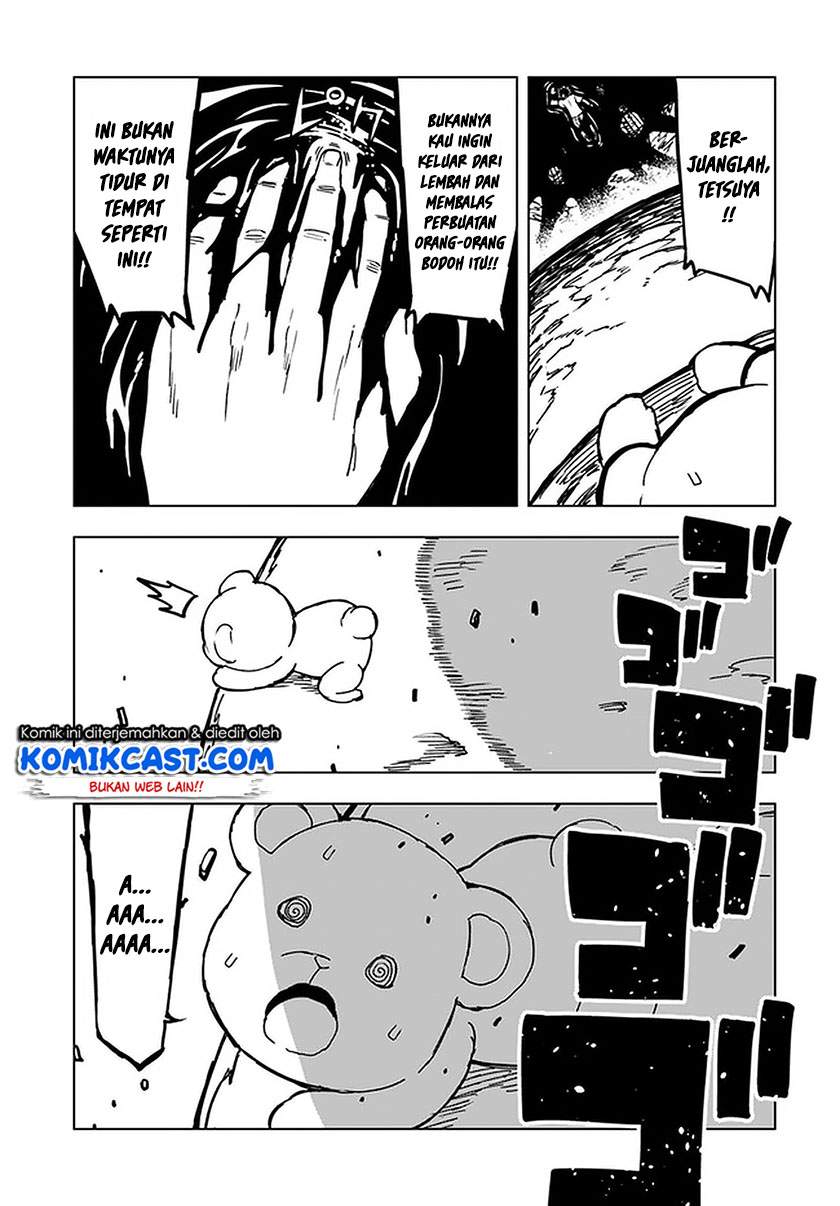 BER-
JUANGLAH,
TETSUYA
!!
BUKANNYA
KAU INGIN
KELUAR DARI
LEMBAH DAN
MEMBALAS
PERBUATAN
ORANG-ORANG
BODOH ITU!!
INI BUKAN
WAKTUNYA
TIDUR DI
TEMPAT
SEPERTI
INI!!
ゴゴゴゴゴ
Komik ini diterjemahkan & diedit oleh
KOMIKCAST.COM
BUKAN WEB LAIN!!
A...
AAA...
AAAA...